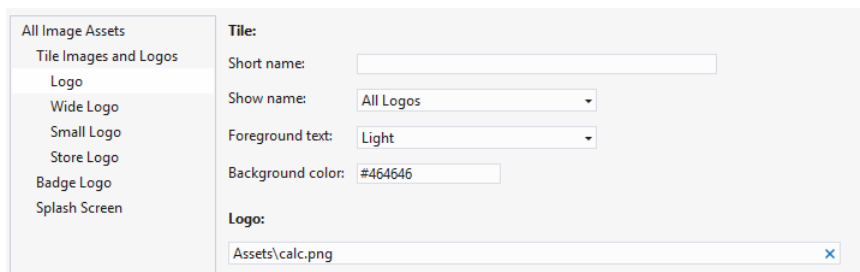 All Image Assets
Tile Images and Logos
Logo
Wide Logo
Small Logo
Store Logo
Badge Logo
Splash Screen
Tile:
Short name:
Show name: All Logos
Foreground text: Light
Background color: #464646
Logo:
Assets\calc.png